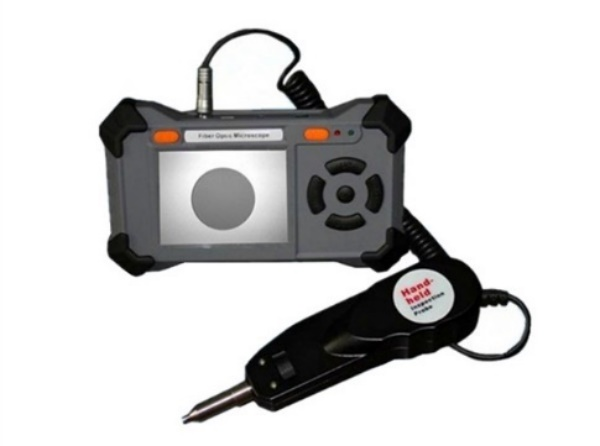 Fiber Optic Microscope
Hand-
held
Inspection
Probe